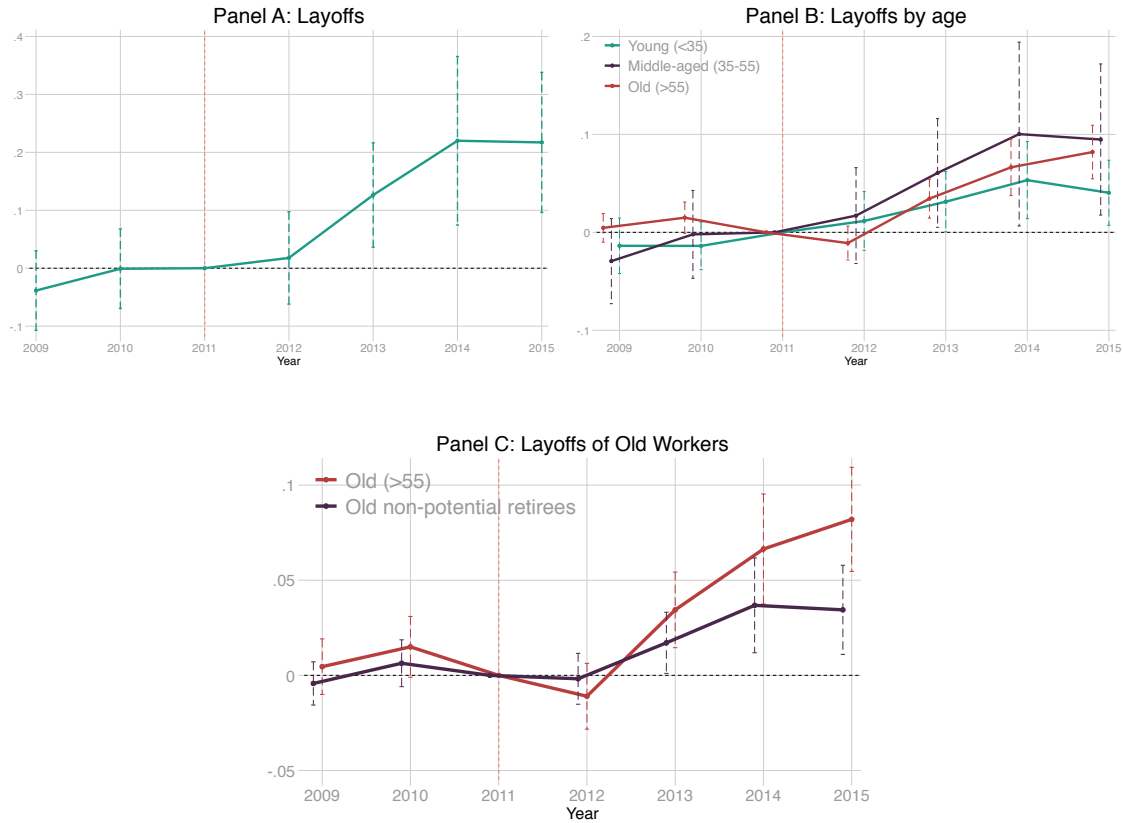 Panel A: Layoffs
.4
.3
.2
.1
0
-.1
2009 2010 2011 2012 2013 2014 2015
Year
Panel B: Layoffs by age
Young (<35)
Middle-aged (35-55)
Old (>55)
.2
.1
0
-.1
2009 2010 2011 2012 2013 2014 2015
Year
Panel C: Layoffs of Old Workers
Old (>55)
Old non-potential retirees
.1
.05
0
-.05
2009 2010 2011 2012 2013 2014 2015
Year